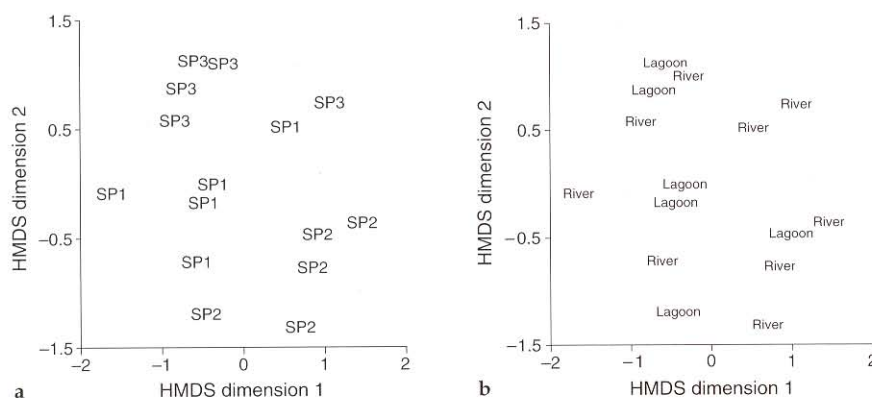 1.5
SP3 SP3
SP3
SP3
0.5
SP3
SP1
SP1
SP1
SP1
−0.5
SP2
SP2
SP1
SP2
SP2
SP2
−1.5
−2 −1 0 1 2
HMDS dimension 2
HMDS dimension 1
a
1.5
Lagoon
River
Lagoon
River
0.5
River
River
Lagoon
River
Lagoon
−0.5
River
Lagoon
River
River
Lagoon
River
−1.5
−2 −1 0 1 2
HMDS dimension 2
HMDS dimension 1
b